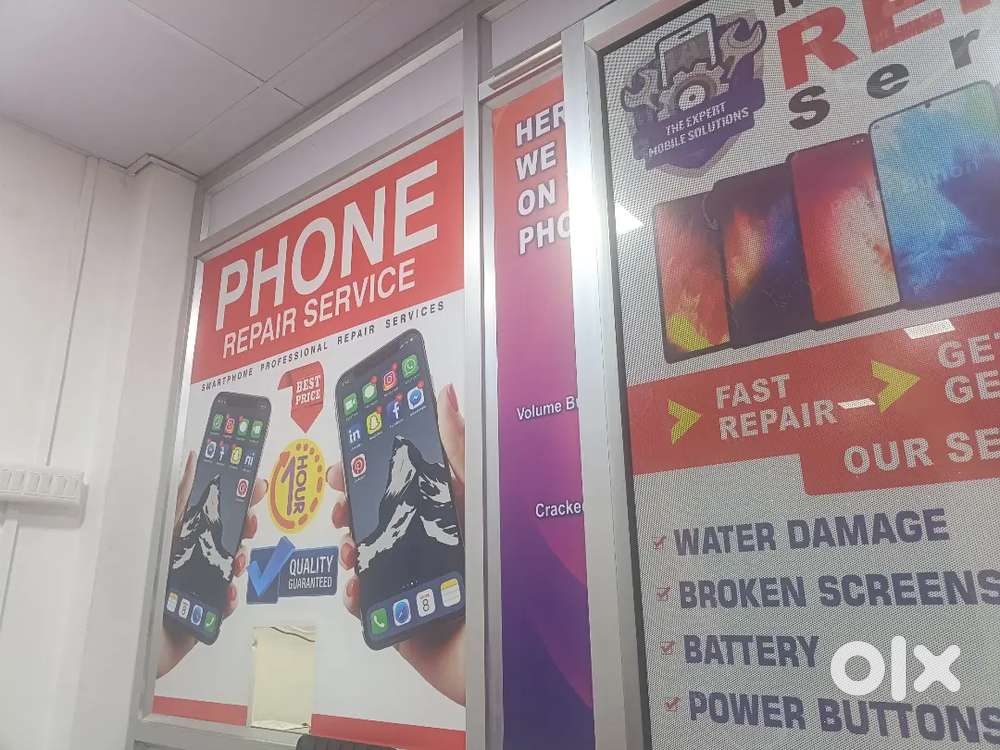 PHONE
REPAIR SERVICE
SMARTPHONE PROFESSIONAL REPAIR SERVICES
BEST
PRICE
1 HOUR
QUALITY
GUARANTEED
HER
WE
ON
PHO
Volume Bu
Cracke
THE EXPERT
MOBILE SOLUTIONS
RE
Ser
FAST
REPAIR
GE
OUR SE
WATER DAMAGE
BROKEN SCREENS
BATTERY
POWER BUTTONS
olx